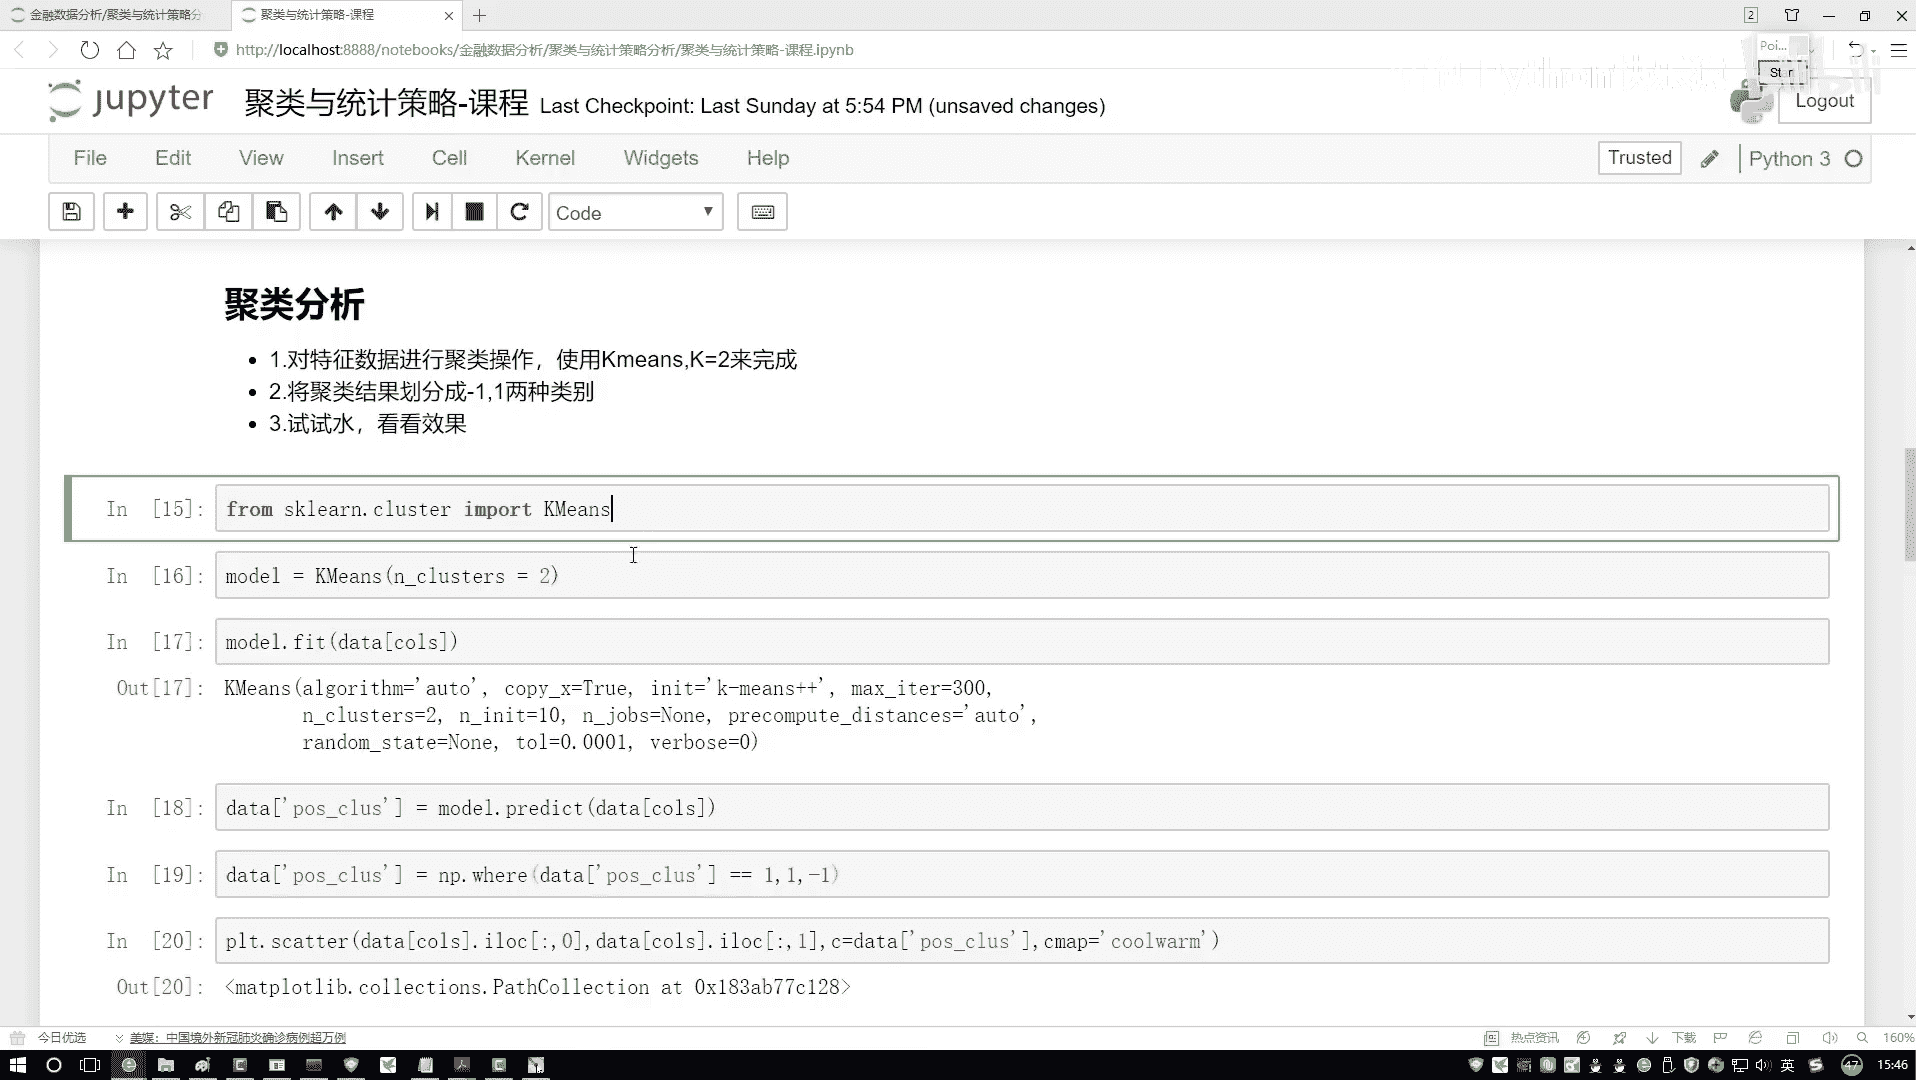 金融数据分析/聚类与统计策略分
聚类与统计策略-课程
2
http://localhost:8888/notebooks/金融数据分析/聚类与统计策略分析/聚类与统计策略-课程.ipynb
Poi...
jupyter
聚类与统计策略-课程 Last Checkpoint: Last Sunday at 5:54 PM (unsaved changes)
Logout
File Edit View Insert Cell Kernel Widgets Help
Trusted
Python 3
Code
聚类分析
• 1.对特征数据进行聚类操作，使用Kmeans,K=2来完成
• 2.将聚类结果划分成-1,1两种类别
• 3.试试水，看看效果
In [15]: from sklearn.cluster import KMeans
In [16]: model = KMeans(n_clusters = 2)
In [17]: model.fit(data[cols])
Out[17]: KMeans(algorithm='auto', copy_x=True, init='k-means++', max_iter=300,
n_clusters=2, n_init=10, n_jobs=None, precompute_distances='auto',
random_state=None, tol=0.0001, verbose=0)
In [18]: data['pos_clus'] = model.predict(data[cols])
In [19]: data['pos_clus'] = np.where(data['pos_clus'] == 1,1,-1)
In [20]: plt.scatter(data[cols].iloc[:,0],data[cols].iloc[:,1],c=data['pos_clus'],cmap='coolwarm')
Out[20]: <matplotlib.collections.PathCollection at 0x183ab77c128>
今日优选
美媒：中国境外新冠肺炎确诊病例超万例
热点资讯
下载
160%
英
47
15:46